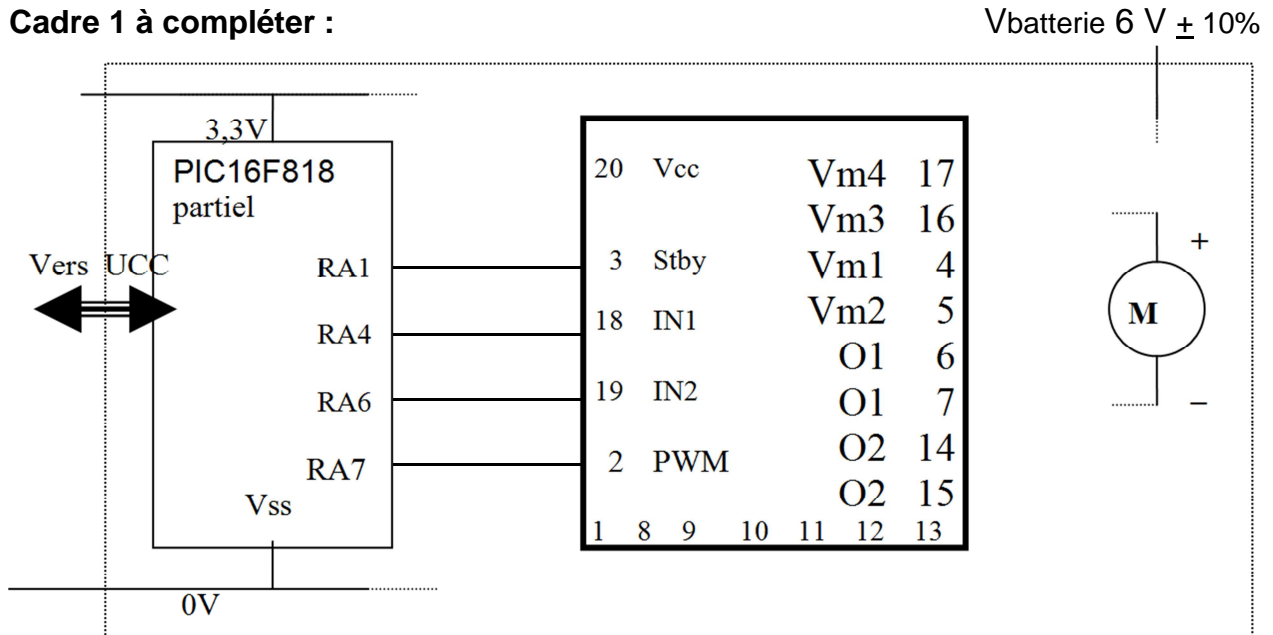 Cadre 1 à compléter :
Vbatterie 6 V ± 10%
3,3V
PIC16F818
partiel
Vers UCC
RA1
RA4
RA6
RA7
Vss
0V
20 Vcc
3 Stby
18 IN1
19 IN2
2 PWM
Vm4 17
Vm3 16
Vm1 4
Vm2 5
O1 6
O1 7
O2 14
O2 15
1 8 9 10 11 12 13
+
M
–